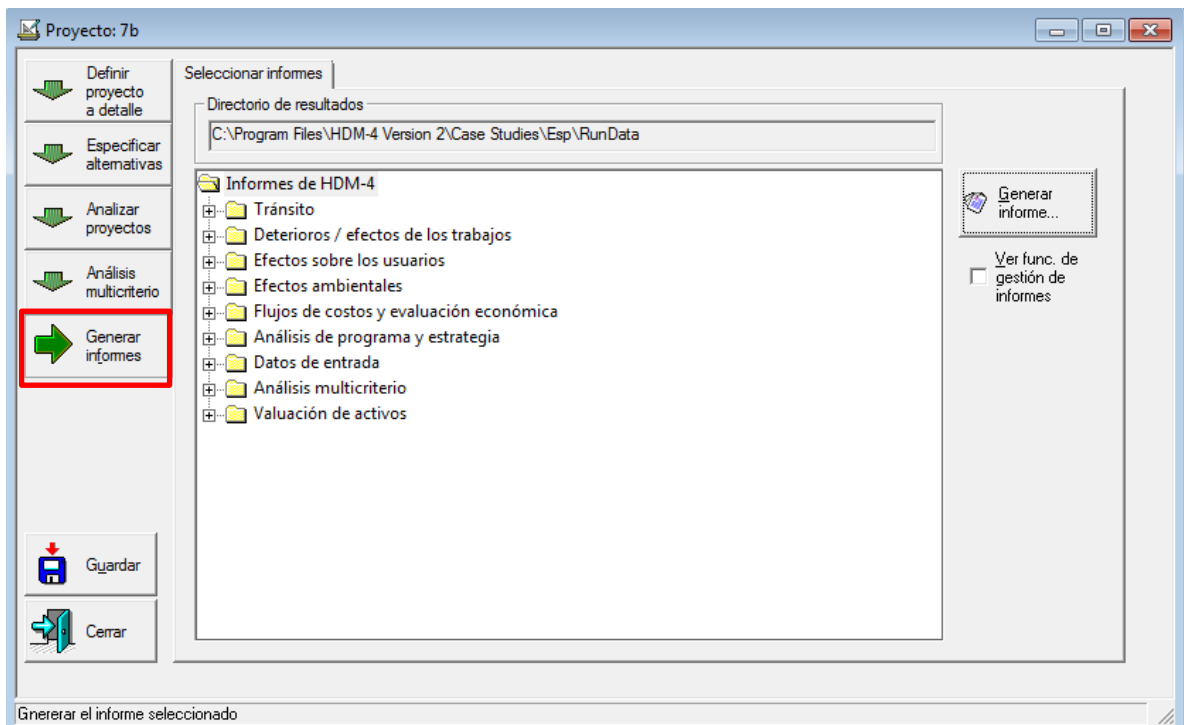 Proyecto: 7b
Definir
proyecto
a detalle
Especificar
alternativas
Analizar
proyectos
Análisis
multicriterio
Generar
informes
Guardar
Cerrar
Seleccionar informes
Directorio de resultados
C:\Program Files\HDM-4 Version 2\Case Studies\Esp\RunData
Informes de HDM-4
Tránsito
Deterioros / efectos de los trabajos
Efectos sobre los usuarios
Efectos ambientales
Flujos de costos y evaluación económica
Análisis de programa y estrategia
Datos de entrada
Análisis multicriterio
Valuación de activos
Generar
informe...
Ver func. de
gestión de
informes
Gnererar el informe seleccionado